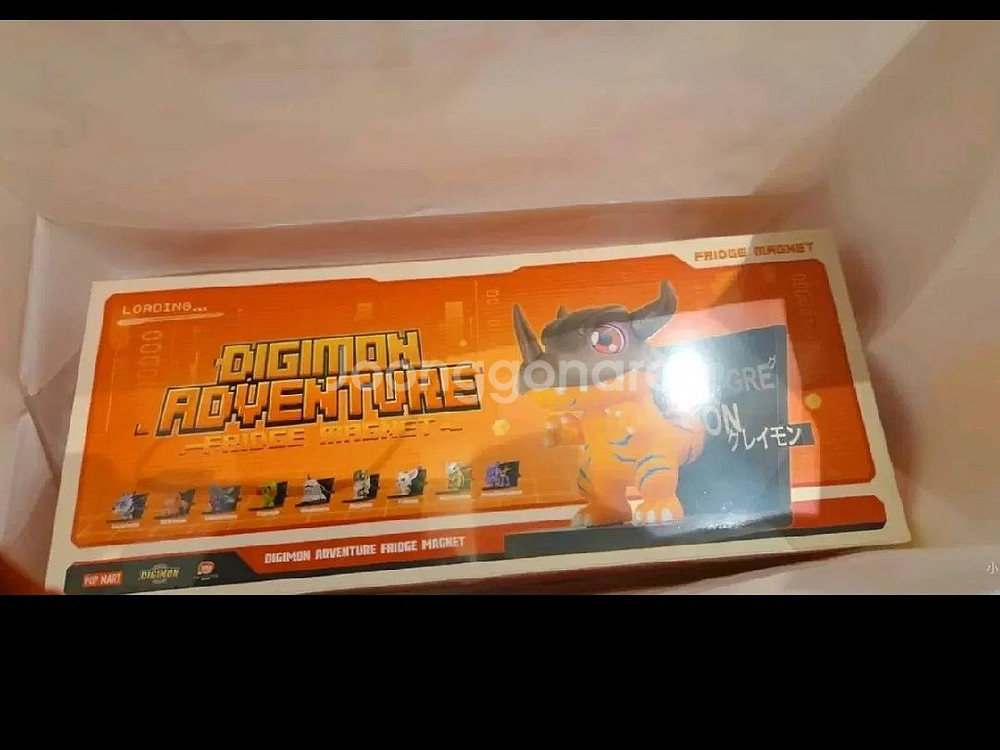 FRIDGE MAGNET
LOADING...
DIGIMON
ADVENTURE
FRIDGE MAGNET
GRE
ON
グレイモン
DIGIMON ADVENTURE FRIDGE MAGNET
POP MART
DIGIMON
小